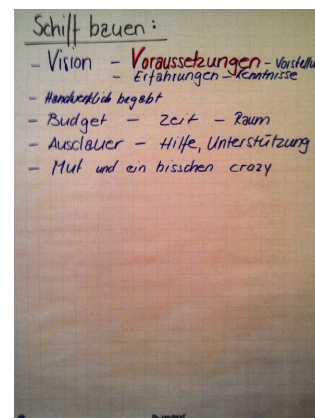 Schiff bauen:
- Vision - Voraussetzungen - Vorstellu
- Erfahrungen - Kenntnisse
- Handwerklich begabt
- Budget - Zeit - Raum
- Ausdauer - Hilfe, Unterstützung
- Mut und ein bisschen crazy